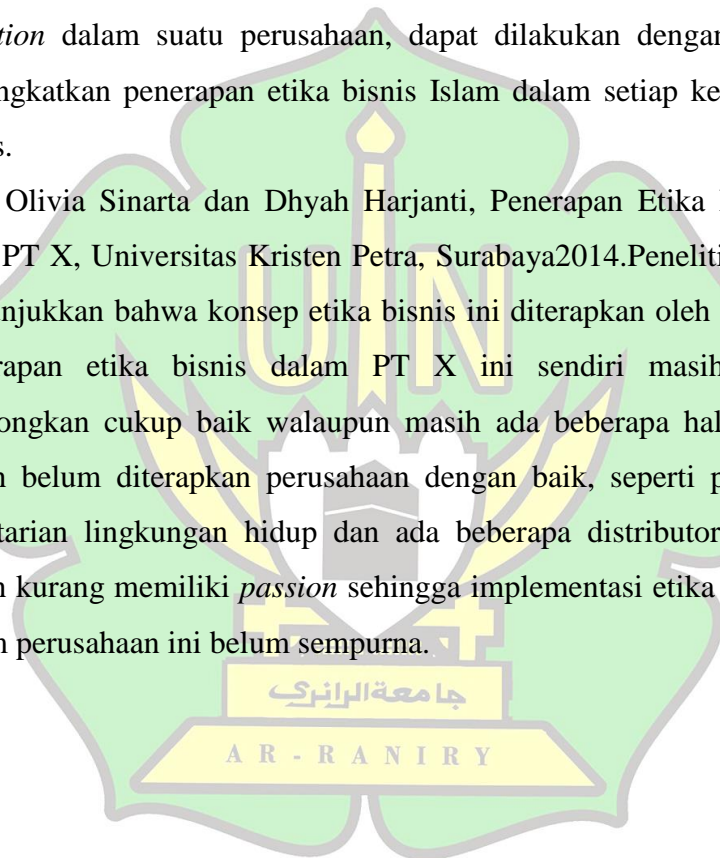 tion dalam suatu perusahaan, dapat dilakukan dengan
ngkatkan penerapan etika bisnis Islam dalam setiap ke
s.
Olivia Sinarta dan Dhyah Harjanti, Penerapan Etika
PT X, Universitas Kristen Petra, Surabaya2014.Peneliti
njukkan bahwa konsep etika bisnis ini diterapkan oleh
rapan etika bisnis dalam PT X ini sendiri masih
ongkan cukup baik walaupun masih ada beberapa hal
n belum diterapkan perusahaan dengan baik, seperti p
tarian lingkungan hidup dan ada beberapa distributor
n kurang memiliki passion sehingga implementasi etika
n perusahaan ini belum sempurna.
UIN
جامعة الرانري
AR-RANIRY